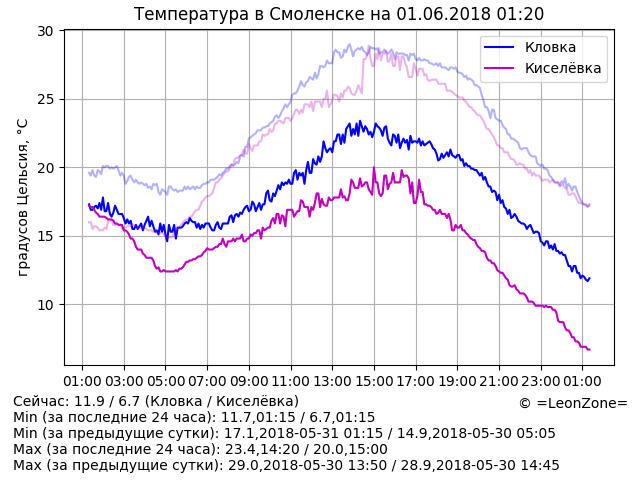 Температура в Смоленске на 01.06.2018 01:20
Кловка
Киселёвка
градусов Цельсия, °C
30
25
20
15
10
01:00 03:00 05:00 07:00 09:00 11:00 13:00 15:00 17:00 19:00 21:00 23:00 01:00
Сейчас: 11.9 / 6.7 (Кловка / Киселёвка)
© =LeonZone=
Min (за последние 24 часа): 11.7,01:15 / 6.7,01:15
Min (за предыдущие сутки): 17.1,2018-05-31 01:15 / 14.9,2018-05-30 05:05
Max (за последние 24 часа): 23.4,14:20 / 20.0,15:00
Max (за предыдущие сутки): 29.0,2018-05-30 13:50 / 28.9,2018-05-30 14:45